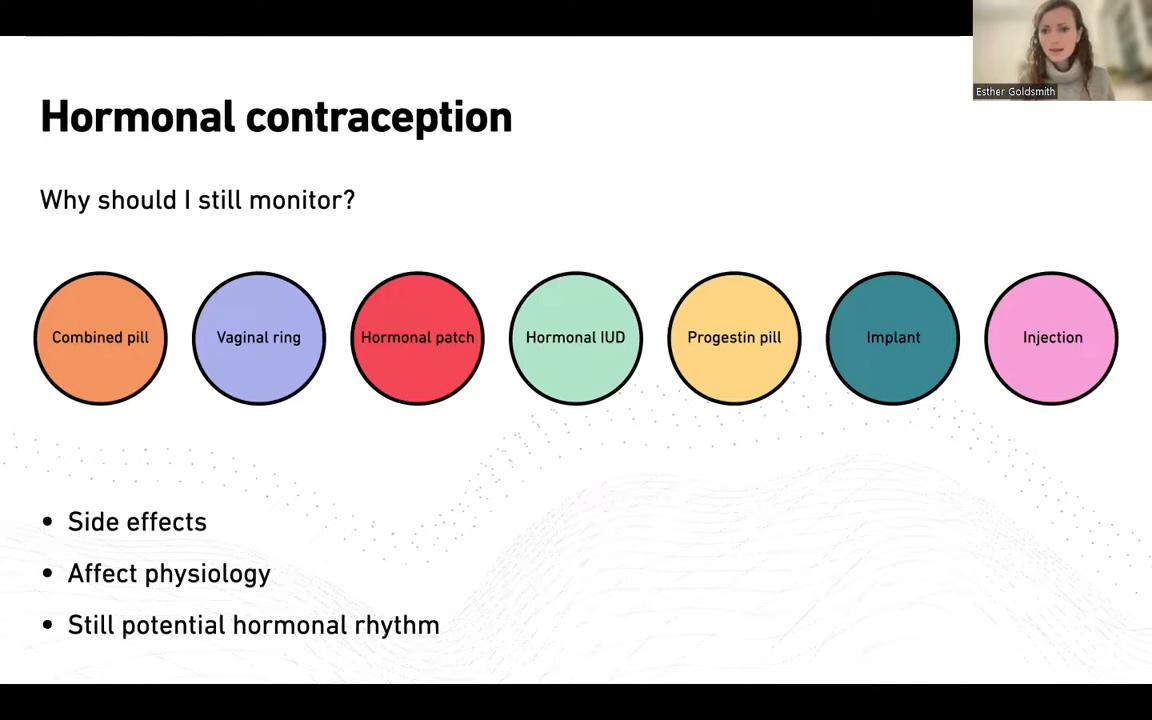 Esther Goldsmith
Hormonal contraception
Why should I still monitor?
Combined pill
Vaginal ring
Hormonal patch
Hormonal IUD
Progestin pill
Implant
Injection
• Side effects
• Affect physiology
• Still potential hormonal rhythm